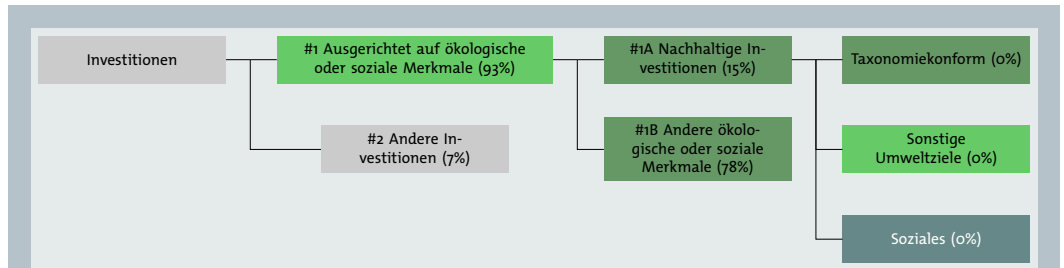 Investitionen
#1 Ausgerichtet auf ökologische
oder soziale Merkmale (93%)
#1A Nachhaltige In-
vestitionen (15%)
Taxonomiekonform (0%)
#2 Andere In-
vestitionen (7%)
#1B Andere ökolo-
gische oder soziale
Merkmale (78%)
Sonstige
Umweltziele (0%)
Soziales (0%)